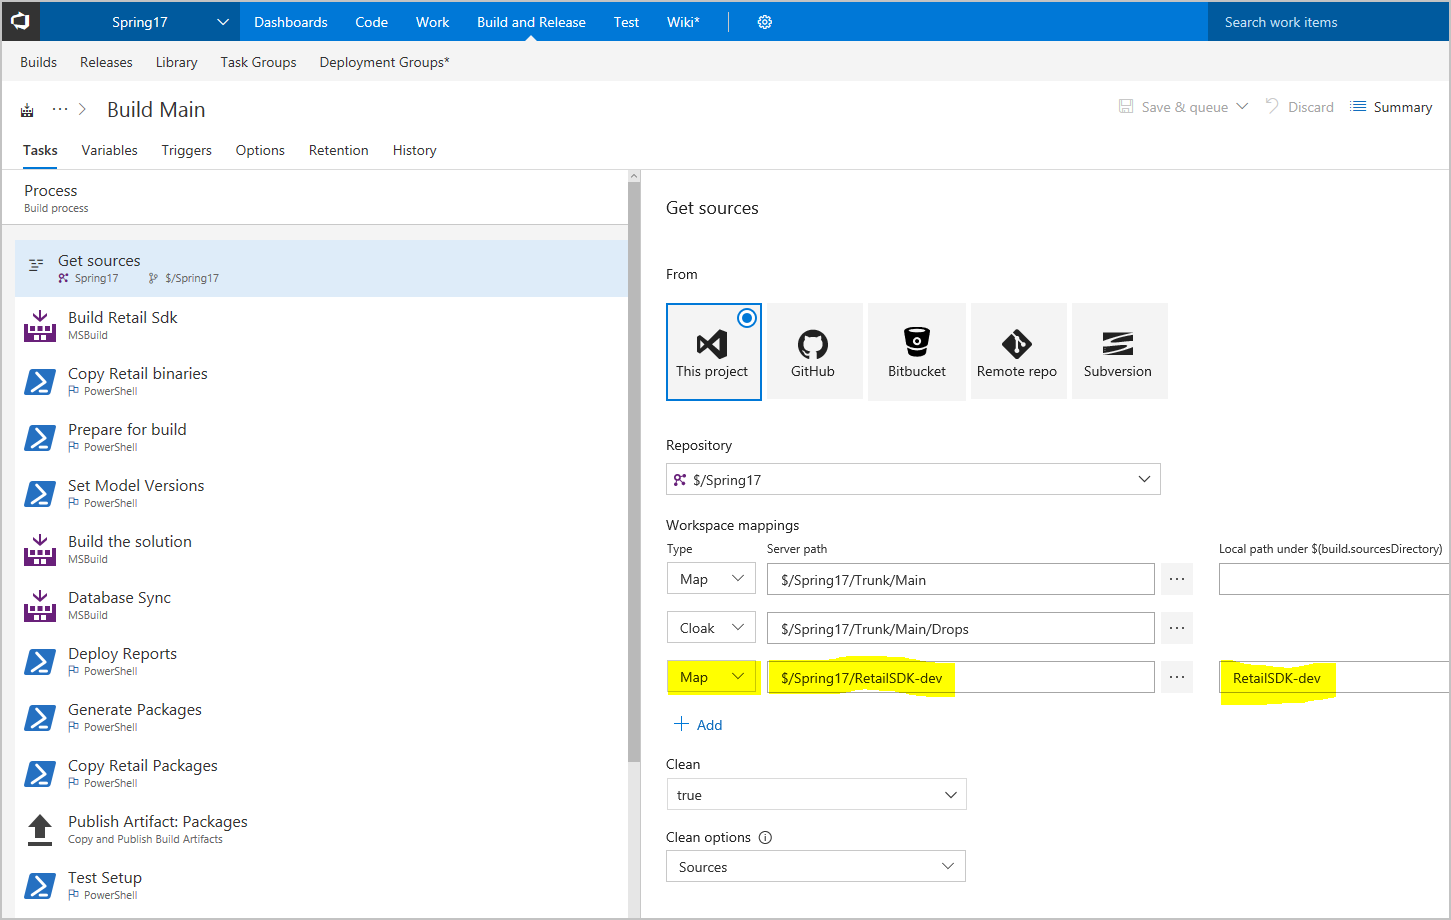 Spring17 Dashboards Code Work Build and Release Test Wiki* Search work items
Builds Releases Library Task Groups Deployment Groups*
... Build Main Save & queue Discard Summary
Tasks Variables Triggers Options Retention History
Process
Build process
Get sources
Spring17 $/Spring17
Build Retail Sdk
MSBuild
Copy Retail binaries
PowerShell
Prepare for build
PowerShell
Set Model Versions
PowerShell
Build the solution
MSBuild
Database Sync
MSBuild
Deploy Reports
PowerShell
Generate Packages
PowerShell
Copy Retail Packages
PowerShell
Publish Artifact: Packages
Copy and Publish Build Artifacts
Test Setup
PowerShell
Get sources
From
This project GitHub Bitbucket Remote repo Subversion
Repository
$/Spring17
Workspace mappings
Type Server path Local path under $(build.sourcesDirectory)
Map $/Spring17/Trunk/Main ...
Cloak $/Spring17/Trunk/Main/Drops ...
Map $/Spring17/RetailSDK-dev ... RetailSDK-dev
+ Add
Clean
true
Clean options
Sources